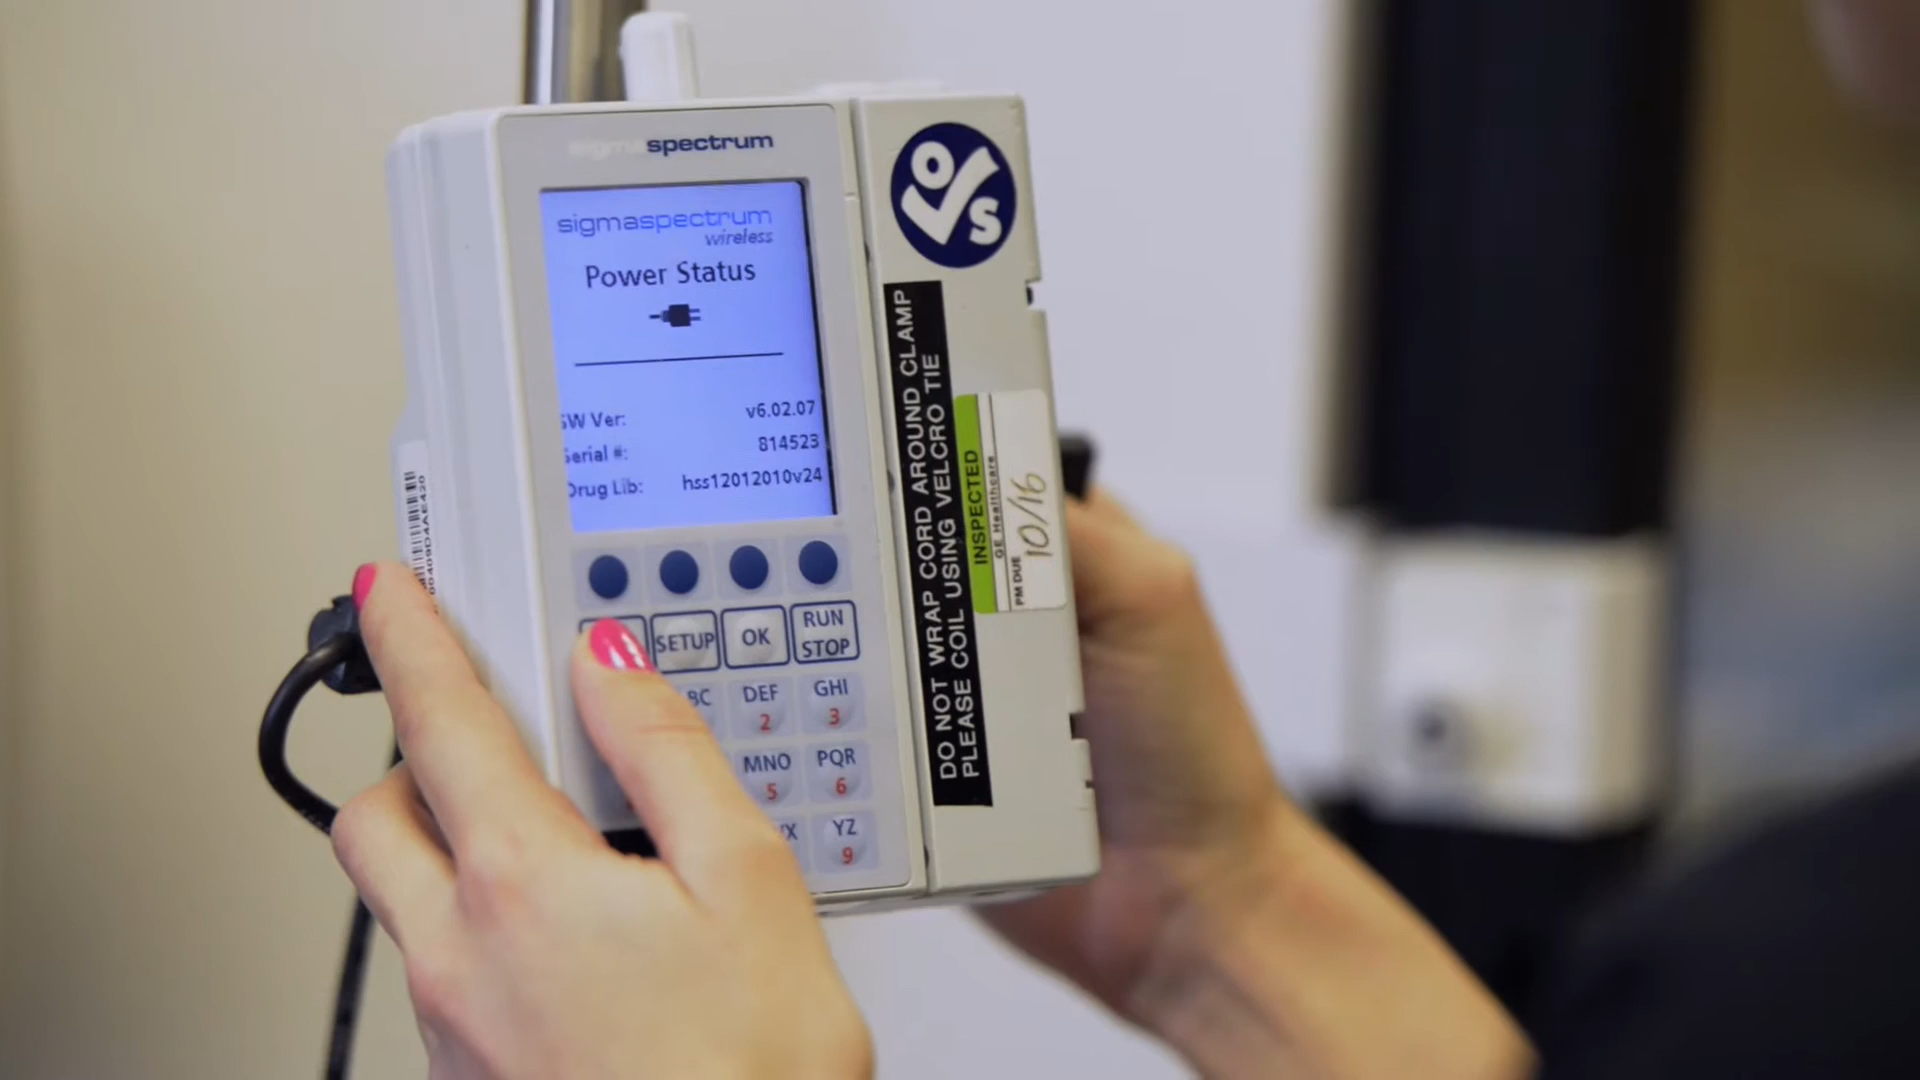 sigmaspectrum
sigmaspectrum
wireless
Power Status
SW Ver: v6.02.07
Serial #: 814523
Drug Lib: hss12012010v24
SETUP
OK
RUN
STOP
DEF
2
GHI
3
MNO
5
PQR
6
YZ
9
OVS
DO NOT WRAP CORD AROUND CLAMP
PLEASE COIL USING VELCRO TIE
INSPECTED
GE Healthcare
PM DUE
10/16